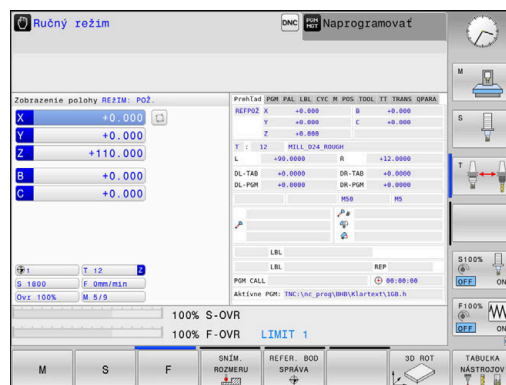 Ručný režim
DNC
PGM MGT
Naprogramovať
Zobrazenie polohy REŽIM: POŽ.
X +0.000
Y +0.000
Z +110.000
B +0.000
C +0.000
1 T 12 Z
S 1800 F 0mm/min
Ovr 100% M 5/9
Prehľad PGM PAL LBL CYC M POS TOOL TT TRANS QPARA
REFPOŽ X +0.000 B +0.000
Y +0.000 C +0.000
Z +0.000
T : 12 MILL_D24_ROUGH
L +90.0000 R +12.0000
DL-TAB +0.0000 DR-TAB +0.0000
DL-PGM +0.0000 DR-PGM +0.0000
M50 M5
LBL
LBL REP
PGM CALL 00:00:00
Aktívne PGM: TNC:\nc_prog\BHB\Klartext\1GB.h
100% S-OVR
100% F-OVR LIMIT 1
M
S
T
S100%
OFF ON
F100%
OFF ON
M
S
F
SNÍM.
ROZMERU
REFER. BOD
SPRÁVA
3D ROT
TABUĽKA
NÁSTROJOV